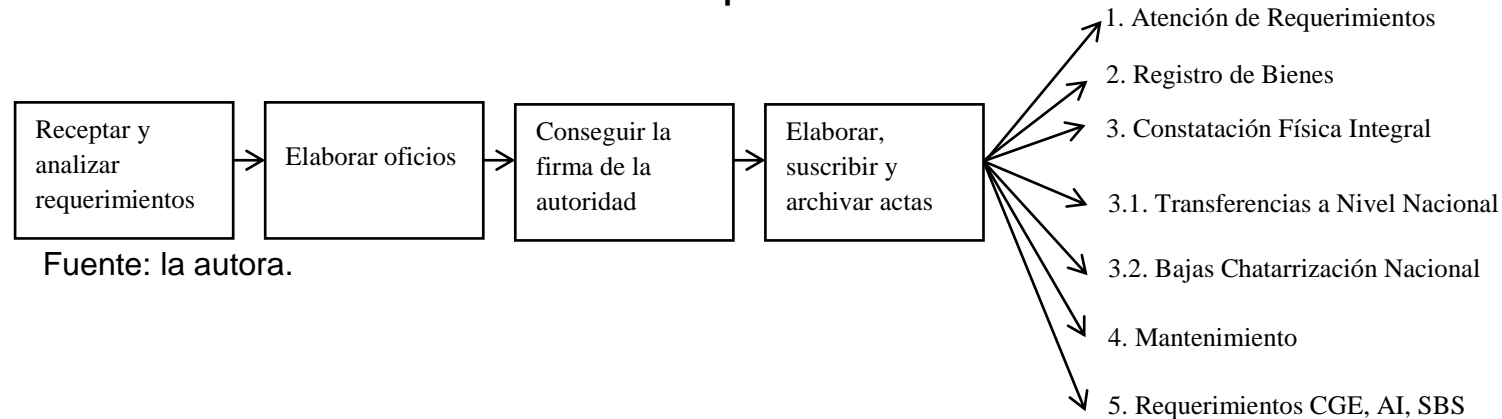 Receptar y
analizar
requerimientos
Elaborar oficios
Conseguir la
firma de la
autoridad
Elaborar,
suscribir y
archivar actas
1. Atención de Requerimientos
2. Registro de Bienes
3. Constatación Física Integral
3.1. Transferencias a Nivel Nacional
3.2. Bajas Chatarrización Nacional
4. Mantenimiento
5. Requerimientos CGE, AI, SBS
Fuente: la autora.